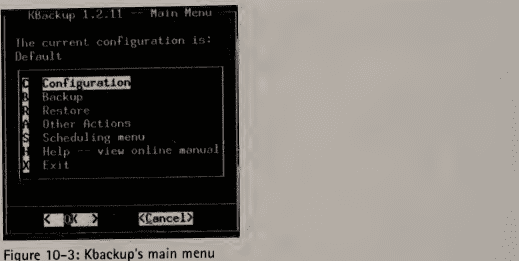 KBackup 1.2.11 -- Main Menu
The current configuration is:
Default
C Configuration
B Backup
R Restore
A Other Actions
S Scheduling menu
I Help -- view online manual
X Exit
< OK >
<Cancel>
Figure 10-3: Kbackup's main menu